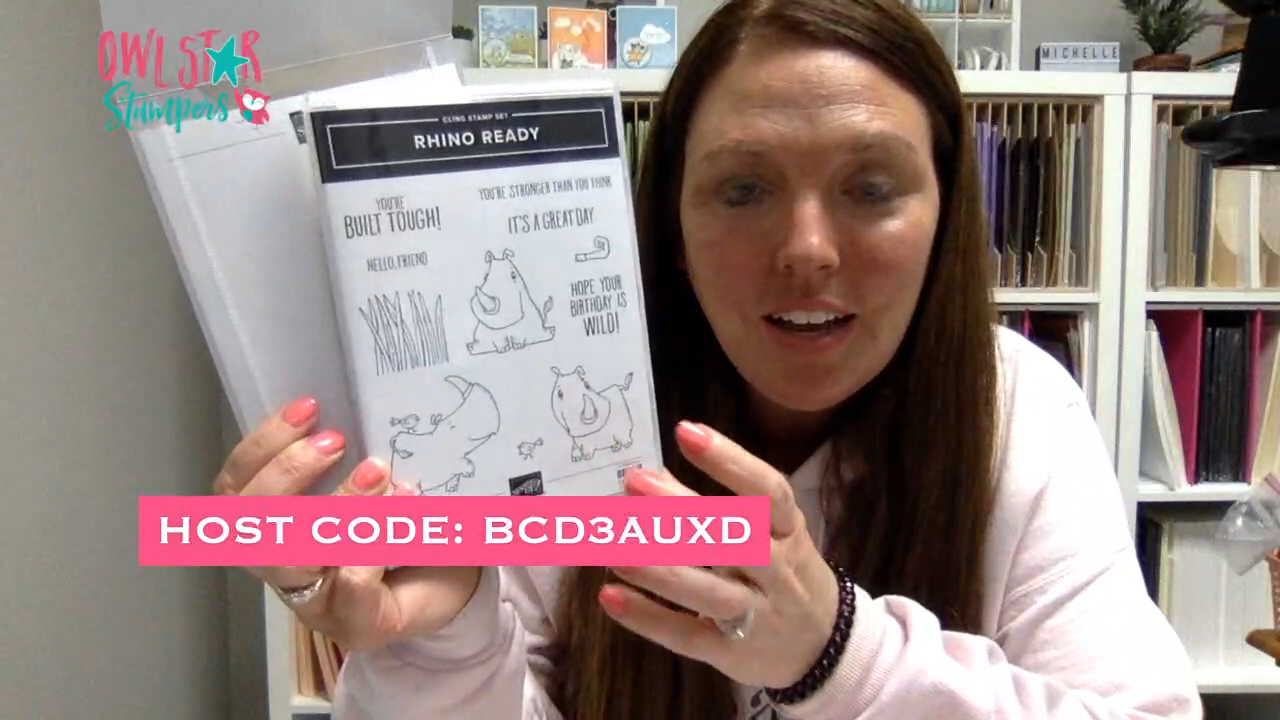 OWL STAR
Stampers
MICHELLE
CLING STAMP SET
RHINO READY
YOU'RE
BUILT TOUGH!
YOU'RE STRONGER THAN YOU THINK
IT'S A GREAT DAY
HELLO, FRIEND
HOPE YOUR
BIRTHDAY IS
WILD!
HOST CODE: BCD3AUXD